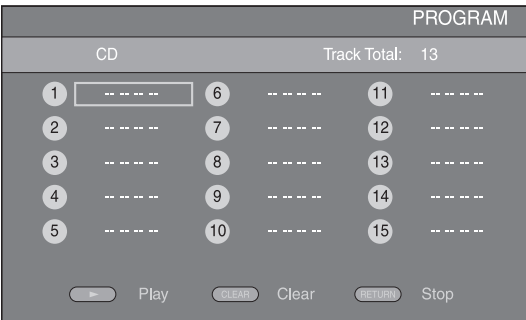 PROGRAM
CD Track Total: 13
1 -- -- -- -- 6 -- -- -- -- 11 -- -- -- --
2 -- -- -- -- 7 -- -- -- -- 12 -- -- -- --
3 -- -- -- -- 8 -- -- -- -- 13 -- -- -- --
4 -- -- -- -- 9 -- -- -- -- 14 -- -- -- --
5 -- -- -- -- 10 -- -- -- -- 15 -- -- -- --
Play CLEAR Clear RETURN Stop